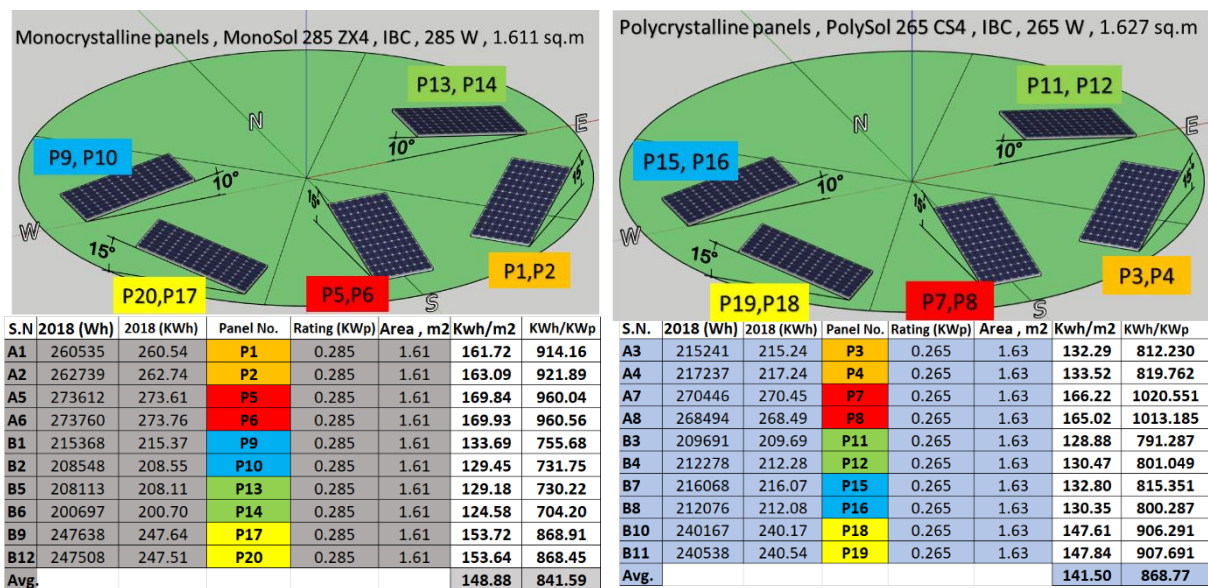 Monocrystalline panels , MonoSol 285 ZX4 , IBC, 285 W , 1.611 sq.m
P13, P14
N
E
10°
P9, P10
10°
15°
15°
W
15°
P1,P2
P20,P17
P5,P6
S
S.N 2018 (Wh) 2018 (KWh) Panel No. Rating (KWp) Area , m2 Kwh/m2 KWh/KWp
A1 260535 260.54 P1 0.285 1.61 161.72 914.16
A2 262739 262.74 P2 0.285 1.61 163.09 921.89
A5 273612 273.61 P5 0.285 1.61 169.84 960.04
A6 273760 273.76 P6 0.285 1.61 169.93 960.56
B1 215368 215.37 P9 0.285 1.61 133.69 755.68
B2 208548 208.55 P10 0.285 1.61 129.45 731.75
B5 208113 208.11 P13 0.285 1.61 129.18 730.22
B6 200697 200.70 P14 0.285 1.61 124.58 704.20
B9 247638 247.64 P17 0.285 1.61 153.72 868.91
B12 247508 247.51 P20 0.285 1.61 153.64 868.45
Avg. 148.88 841.59
Polycrystalline panels , PolySol 265 CS4 , IBC, 265 W , 1.627 sq.m
P11, P12
N
E
10°
P15, P16
10°
15°
15°
W
15°
P3,P4
P19,P18
P7,P8
S
S.N. 2018 (Wh) 2018 (KWh) Panel No. Rating (KWp) Area , m2 Kwh/m2 KWh/KWp
A3 215241 215.24 P3 0.265 1.63 132.29 812.230
A4 217237 217.24 P4 0.265 1.63 133.52 819.762
A7 270446 270.45 P7 0.265 1.63 166.22 1020.551
A8 268494 268.49 P8 0.265 1.63 165.02 1013.185
B3 209691 209.69 P11 0.265 1.63 128.88 791.287
B4 212278 212.28 P12 0.265 1.63 130.47 801.049
B7 216068 216.07 P15 0.265 1.63 132.80 815.351
B8 212076 212.08 P16 0.265 1.63 130.35 800.287
B10 240167 240.17 P18 0.265 1.63 147.61 906.291
B11 240538 240.54 P19 0.265 1.63 147.84 907.691
Avg. 141.50 868.77